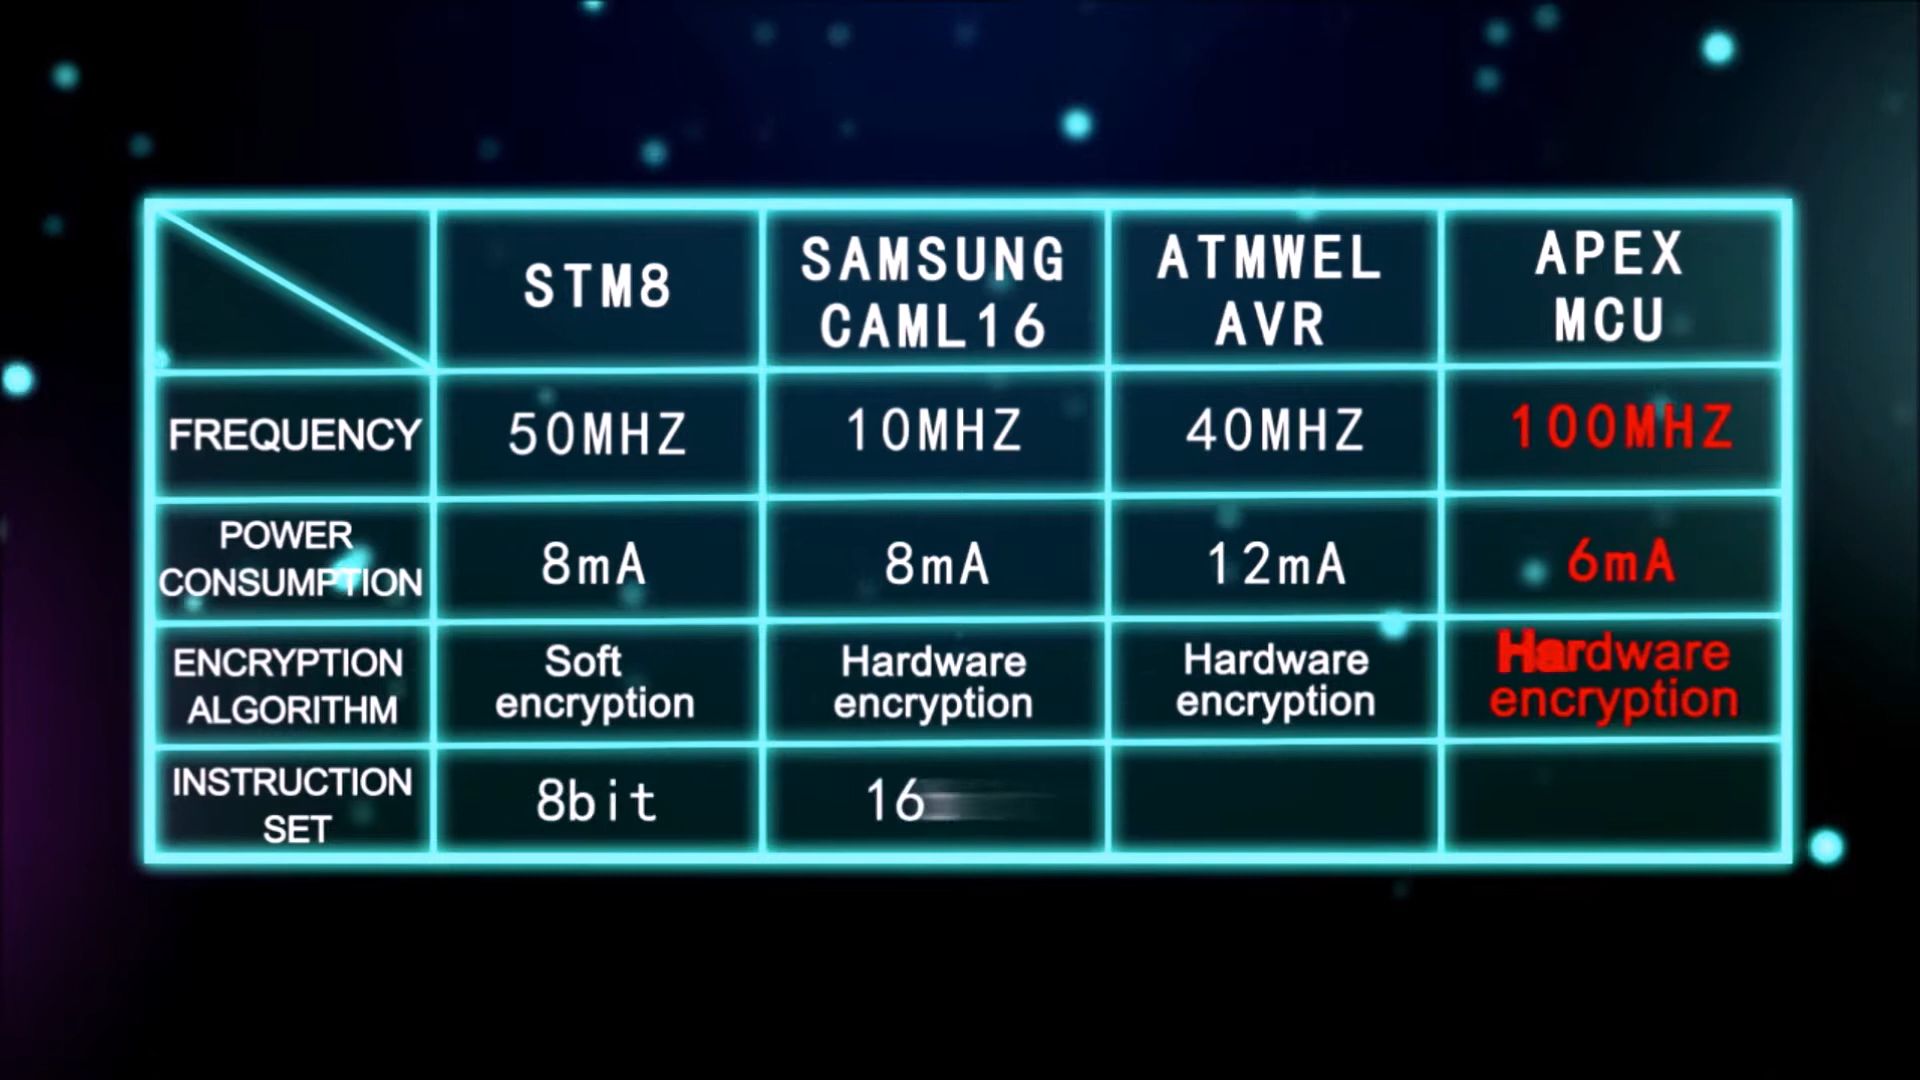 STM8
SAMSUNG
CAML16
ATMWEL
AVR
APEX
MCU
FREQUENCY
50MHZ
10MHZ
40MHZ
100MHZ
POWER
CONSUMPTION
8mA
8mA
12mA
6mA
ENCRYPTION
ALGORITHM
Soft
encryption
Hardware
encryption
Hardware
encryption
Hardware
encryption
INSTRUCTION
SET
8bit
16